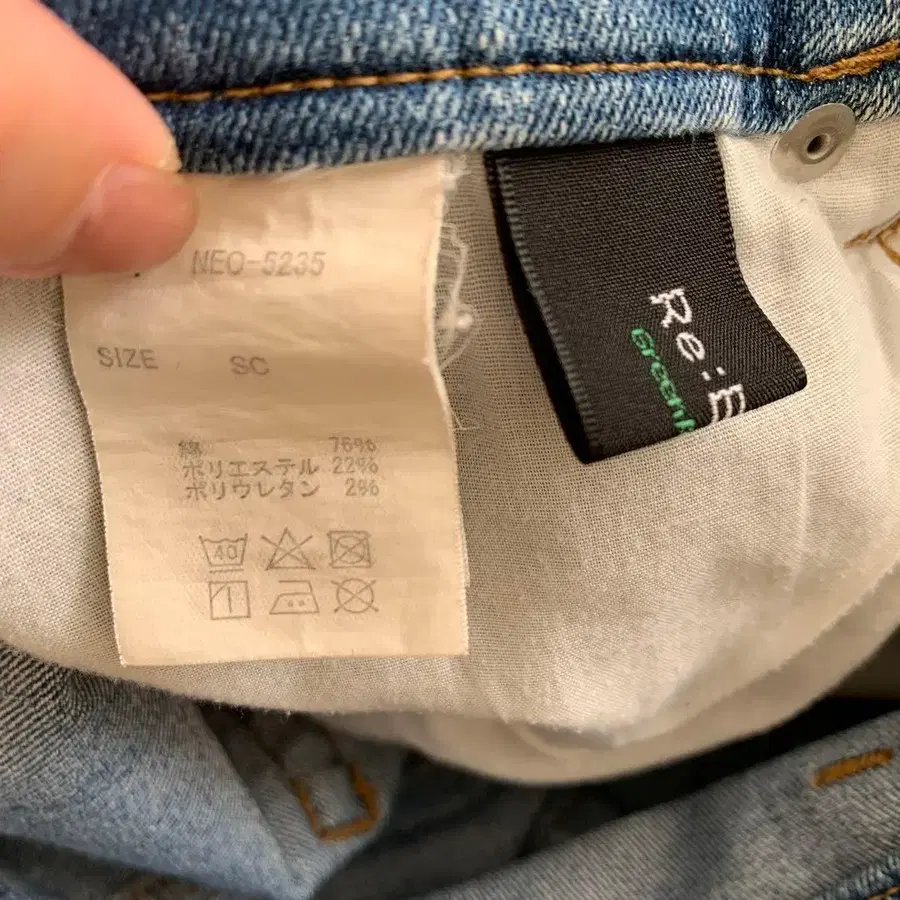 NEO-5235
SIZE SC
綿 76%
ポリエステル 22%
ポリウレタン 2%
40
Re:E
Green